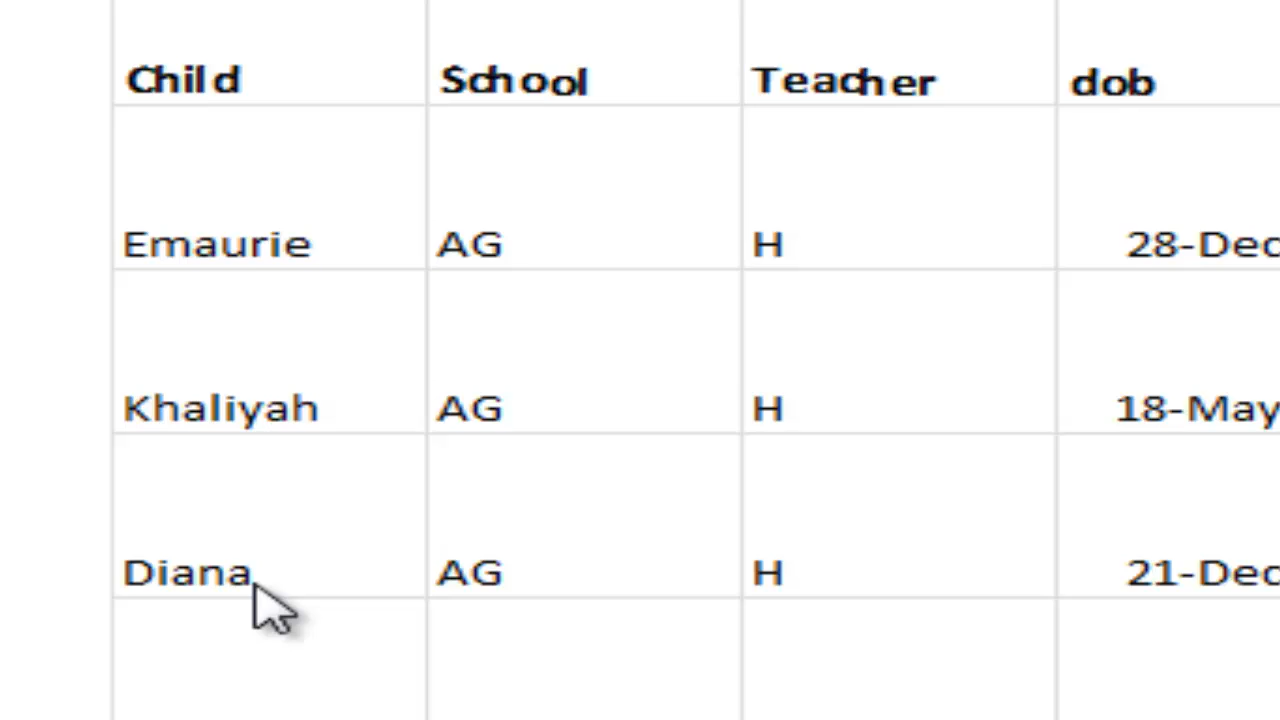 Child School Teacher dob
Emaurie AG H 28-Dec
Khaliyah AG H 18-May
Diana AG H 21-Dec